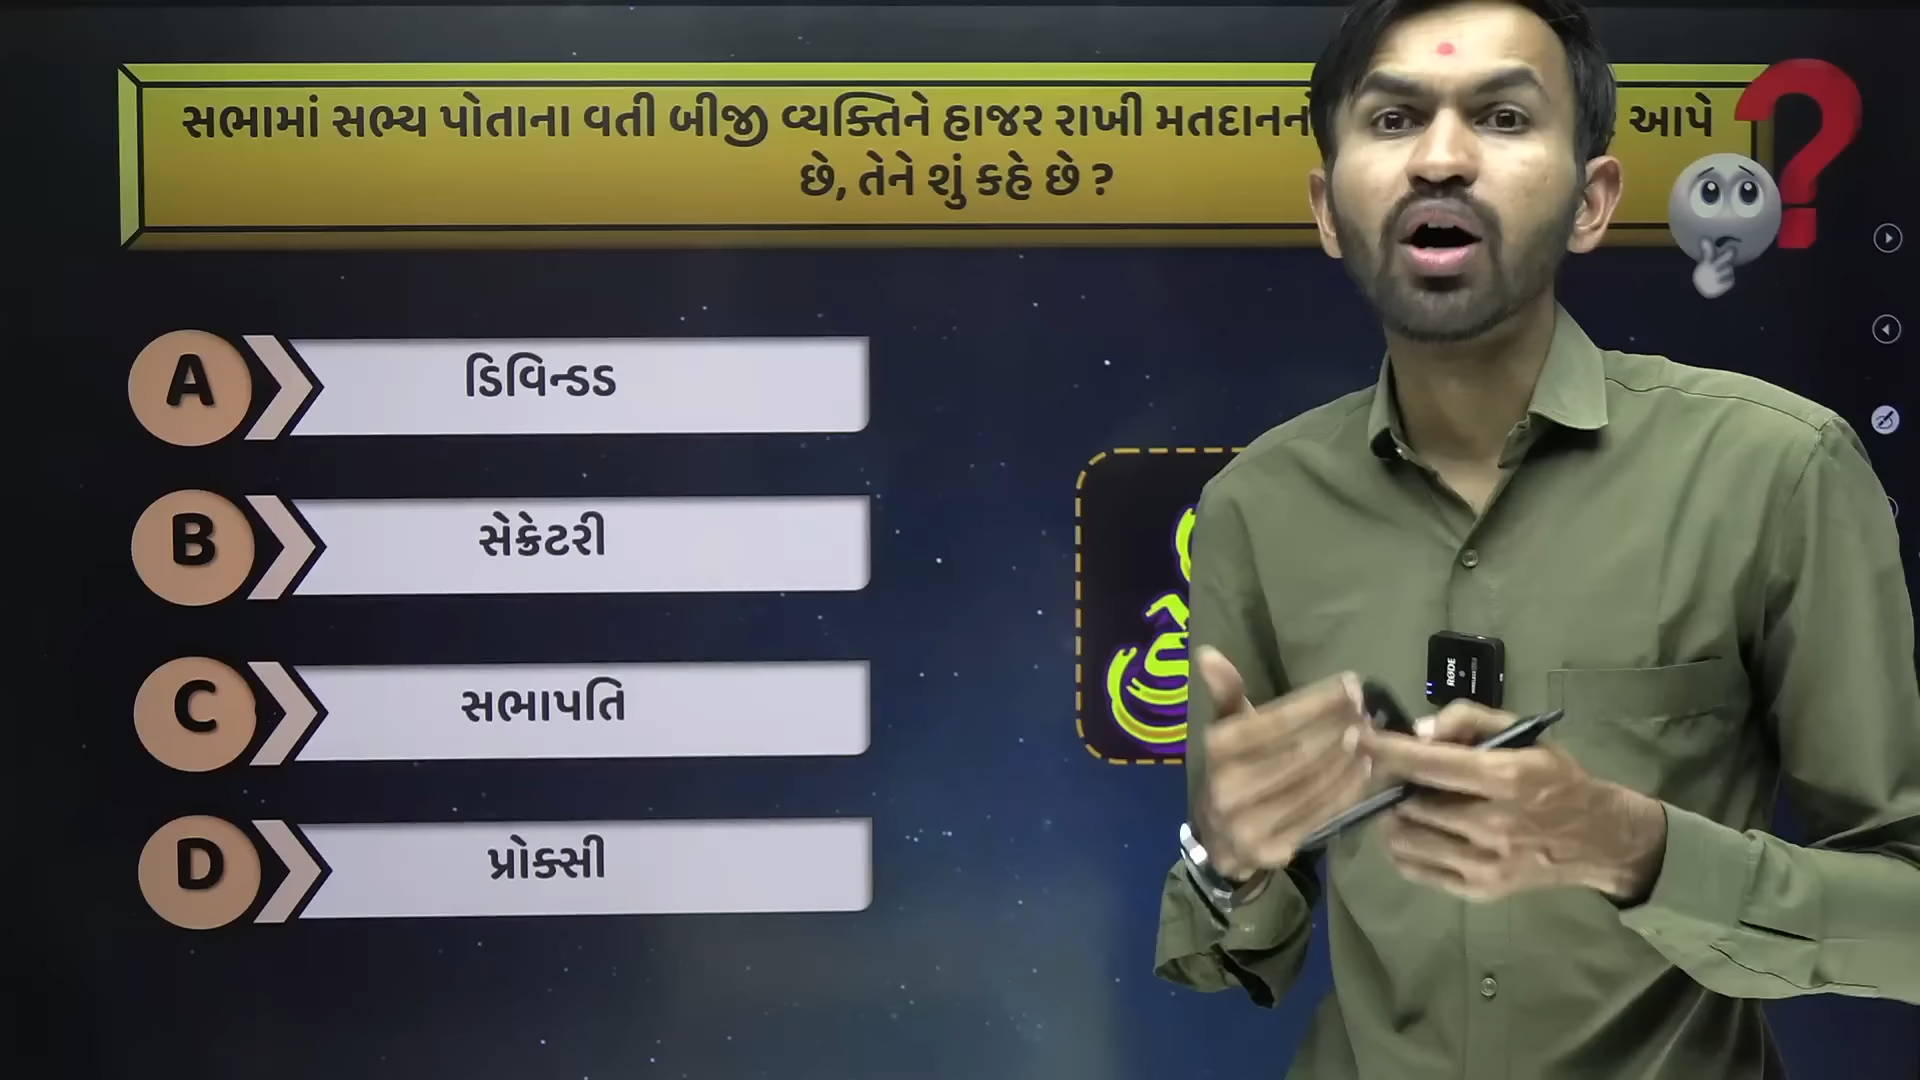 સભામાં સભ્ય પોતાના વતી બીજી વ્યક્તિને હાજર રાખી મતદાનનો આપે
છે, તેને શું કહે છે ?
A
ડિવિન્ડડ
B
સેક્રેટરી
C
સભાપતિ
D
પ્રોક્સી
RØDE